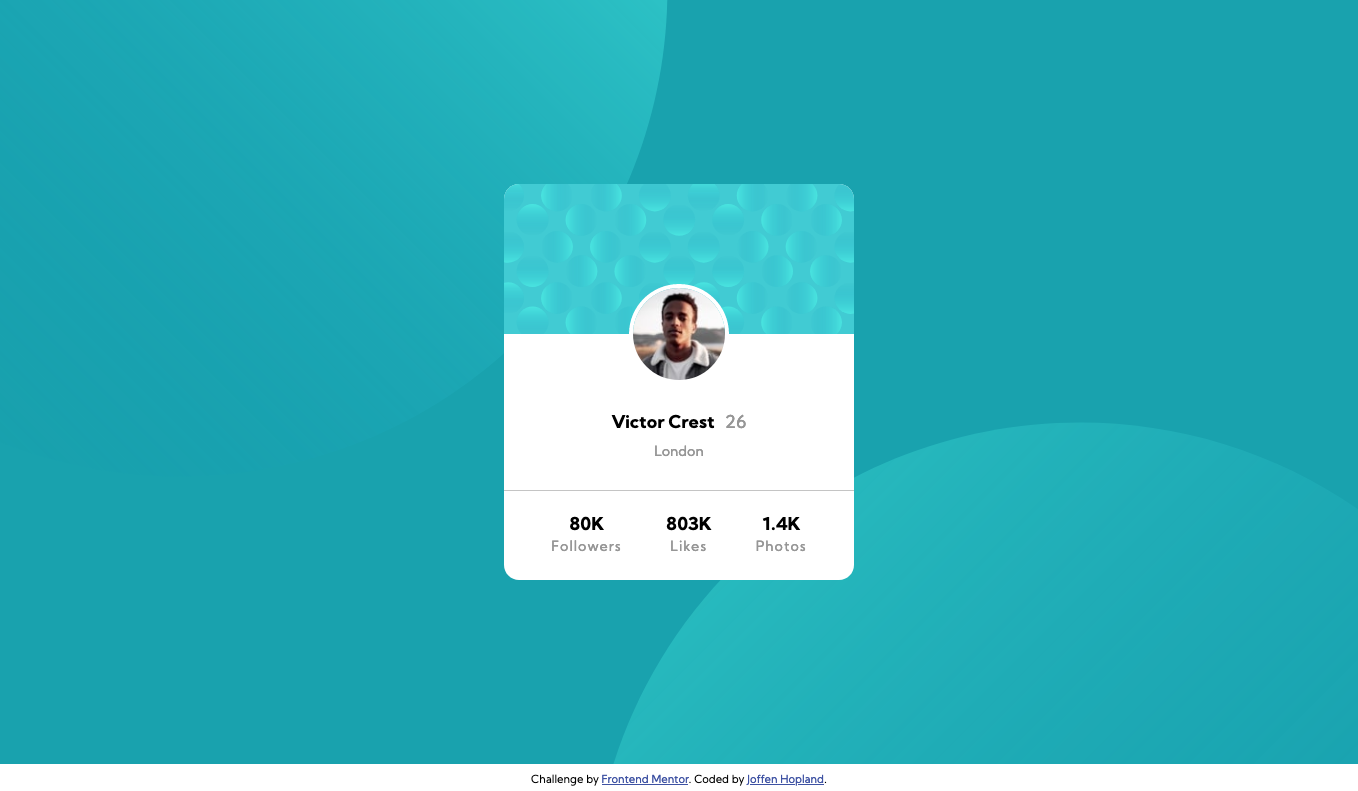 Victor Crest 26
London
80K 803K 1.4K
Followers Likes Photos
Challenge by Frontend Mentor. Coded by Joffen Hopland.